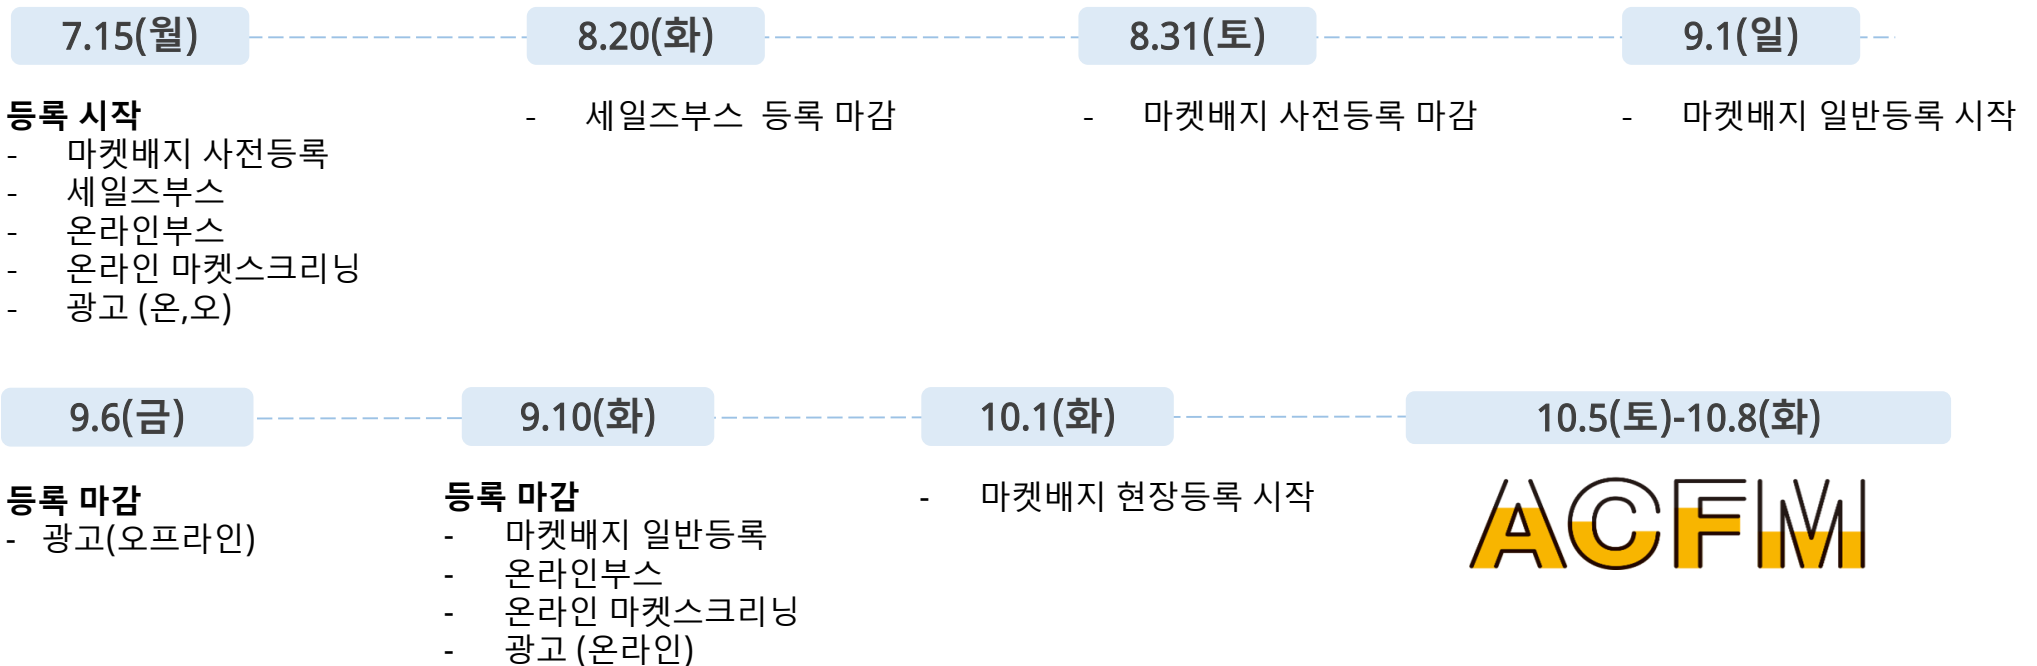 7.15(월)
8.20(화)
8.31(토)
9.1(일)
등록 시작
- 마켓배지 사전등록
- 세일즈부스
- 온라인부스
- 온라인 마켓스크리닝
- 광고 (온,오)
- 세일즈부스 등록 마감
- 마켓배지 사전등록 마감
- 마켓배지 일반등록 시작
9.6(금)
9.10(화)
10.1(화)
10.5(토)-10.8(화)
등록 마감
- 광고(오프라인)
등록 마감
- 마켓배지 일반등록
- 온라인부스
- 온라인 마켓스크리닝
- 광고 (온라인)
- 마켓배지 현장등록 시작
ACFM